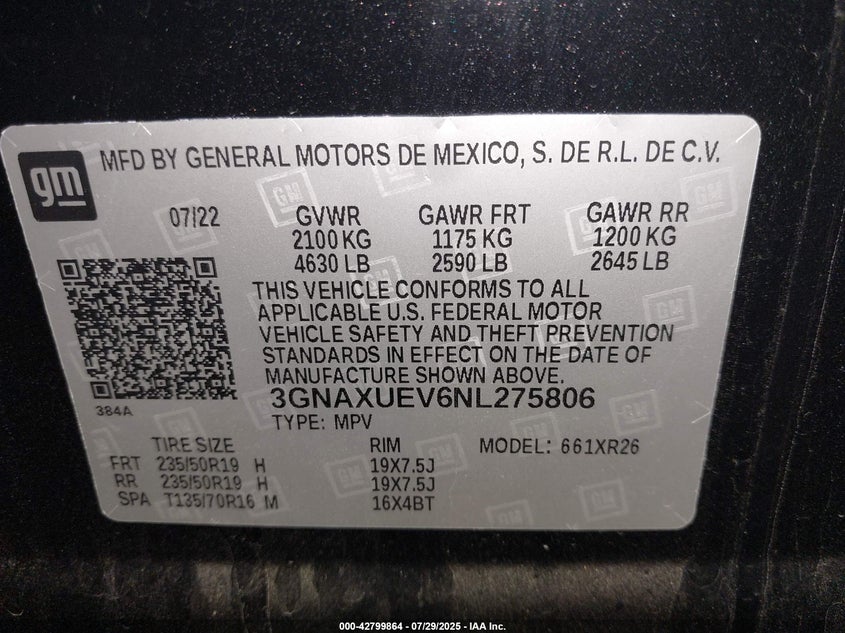 gm
MFD BY GENERAL MOTORS DE MEXICO, S. DE R.L. DE C.V.
07/22 GVWR GAWR FRT GAWR RR
2100 KG 1175 KG 1200 KG
4630 LB 2590 LB 2645 LB
THIS VEHICLE CONFORMS TO ALL
APPLICABLE U.S. FEDERAL MOTOR
VEHICLE SAFETY AND THEFT PREVENTION
STANDARDS IN EFFECT ON THE DATE OF
MANUFACTURE SHOWN ABOVE.
3GNAXUEV6NL275806
384A
TYPE: MPV
TIRE SIZE RIM MODEL: 661XR26
FRT 235/50R19 H 19X7.5J
RR 235/50R19 H 19X7.5J
SPA T135/70R16 M 16X4BT
000-42799864 / 07/29/2025 - IAA Inc.